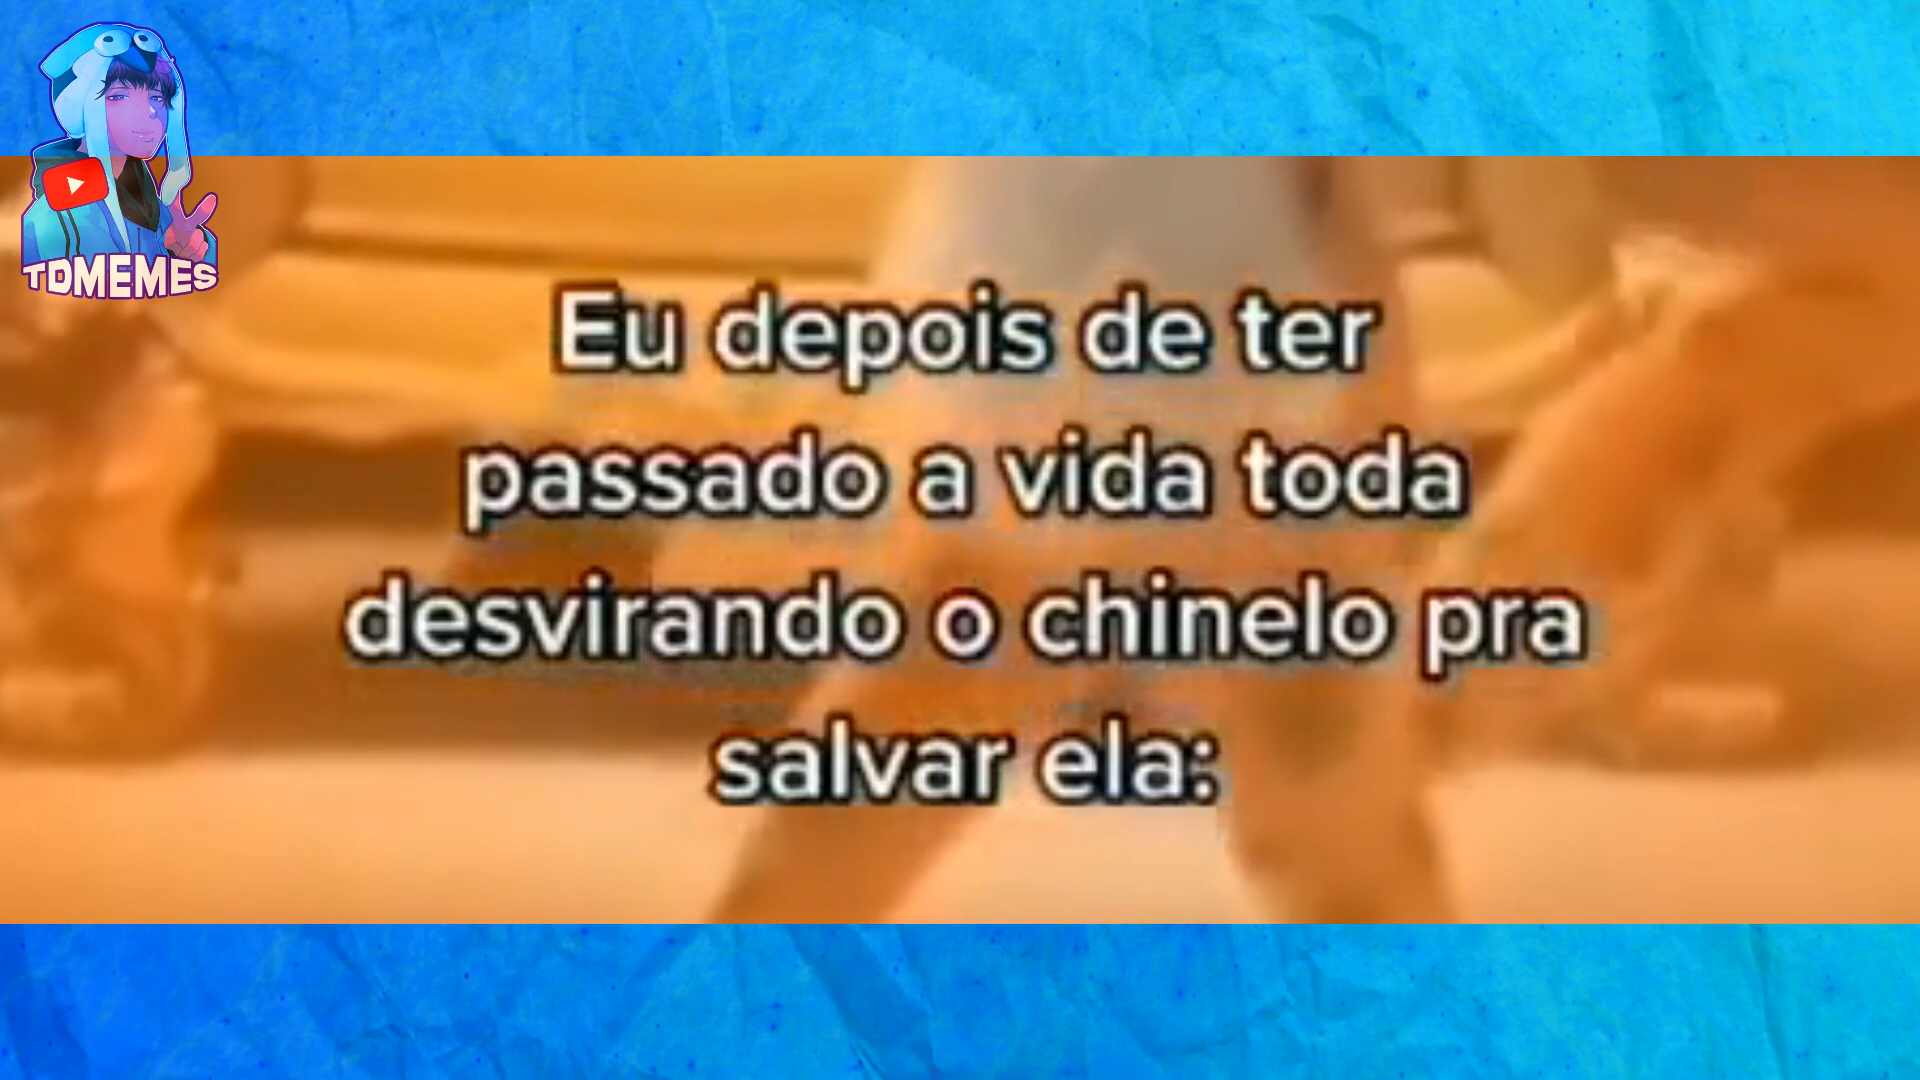 TDMEMES
Eu depois de ter
passado a vida toda
desvirando o chinelo pra
salvar ela: